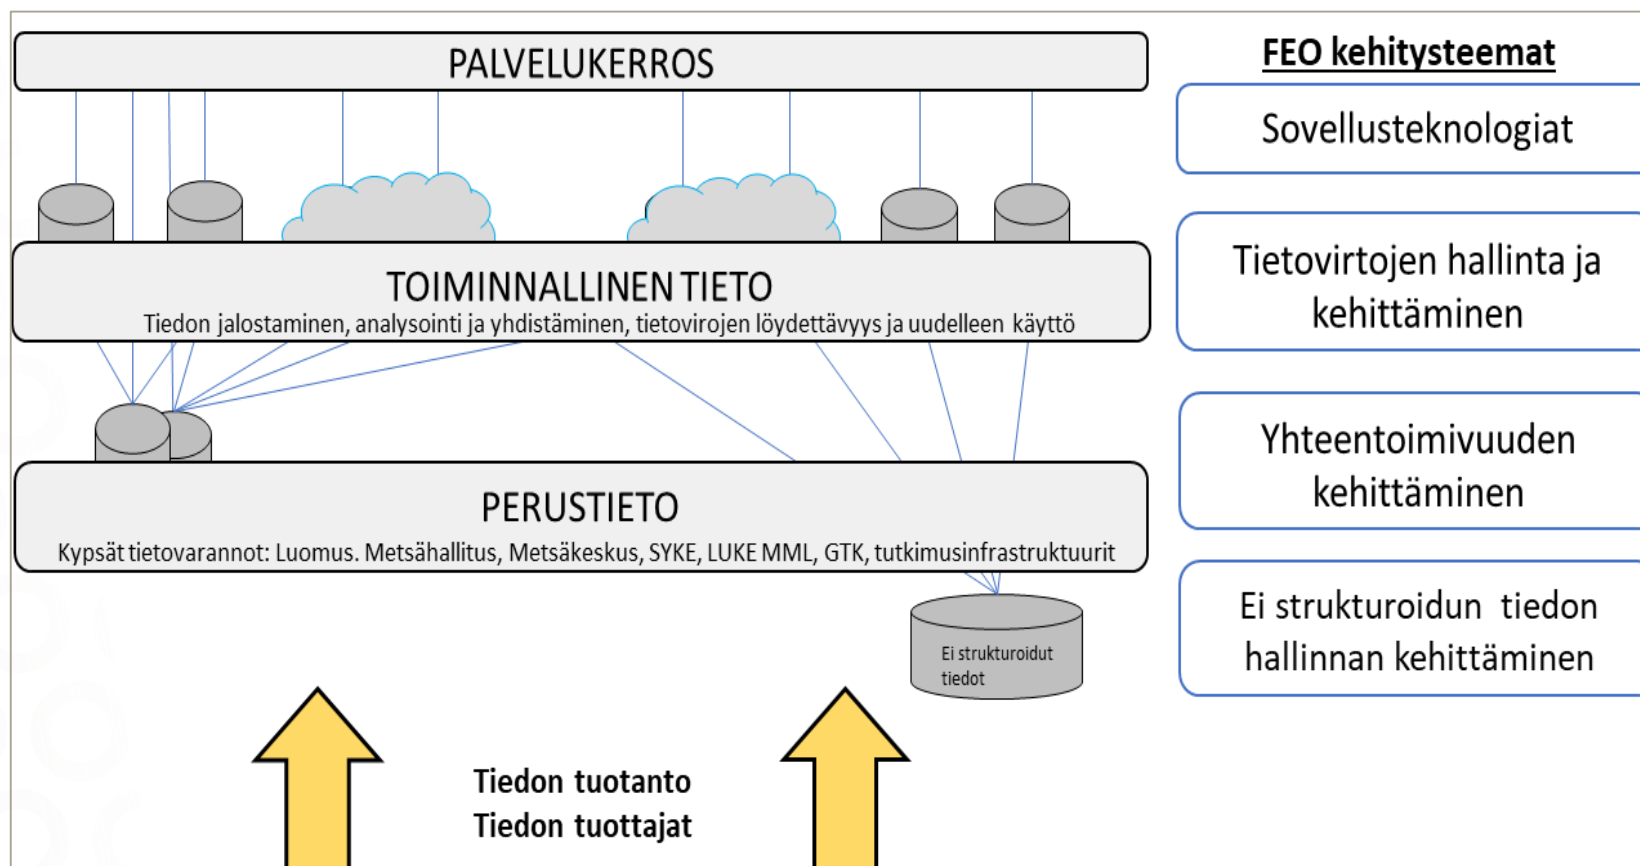 PALVELUKERROS
TOIMINNALLINEN TIETO
Tiedon jalostaminen, analysointi ja yhdistäminen, tietovirojen löydettävyys ja uudelleen käyttö
PERUSTIETO
Kypsät tietovarannot: Luomus. Metsähallitus, Metsäkeskus, SYKE, LUKE MML, GTK, tutkimusinfrastruktuurit
Ei strukturoidut
tiedot
Tiedon tuotanto
Tiedon tuottajat
FEO kehitysteemat
Sovellusteknologiat
Tietovirtojen hallinta ja
kehittäminen
Yhteentoimivuuden
kehittäminen
Ei strukturoidun tiedon
hallinnan kehittäminen